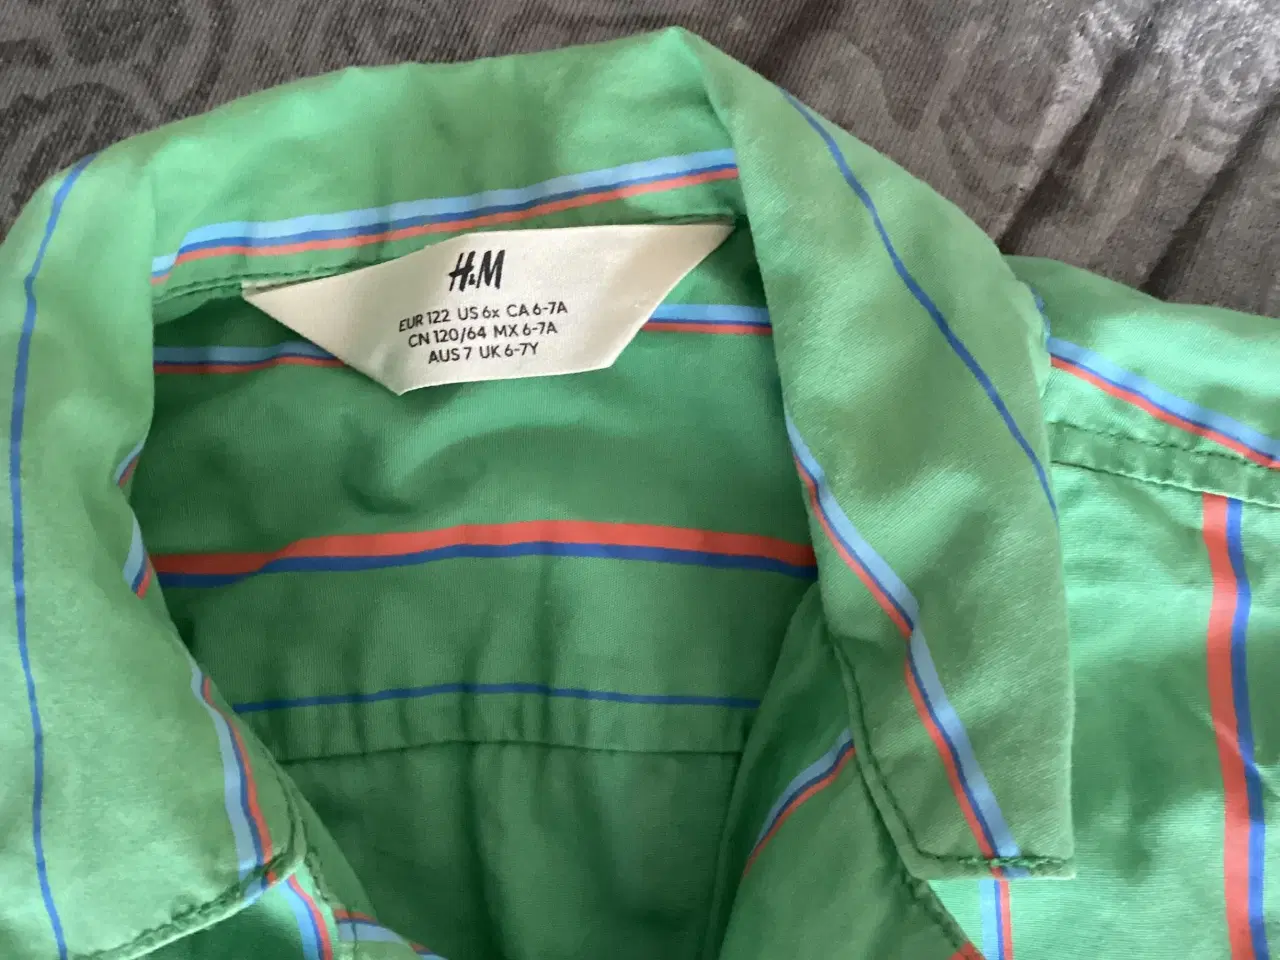 H&M
EUR 122 US 6x CA 6-7A
CN 120/64 MX 6-7A
AUS 7 UK 6-7Y